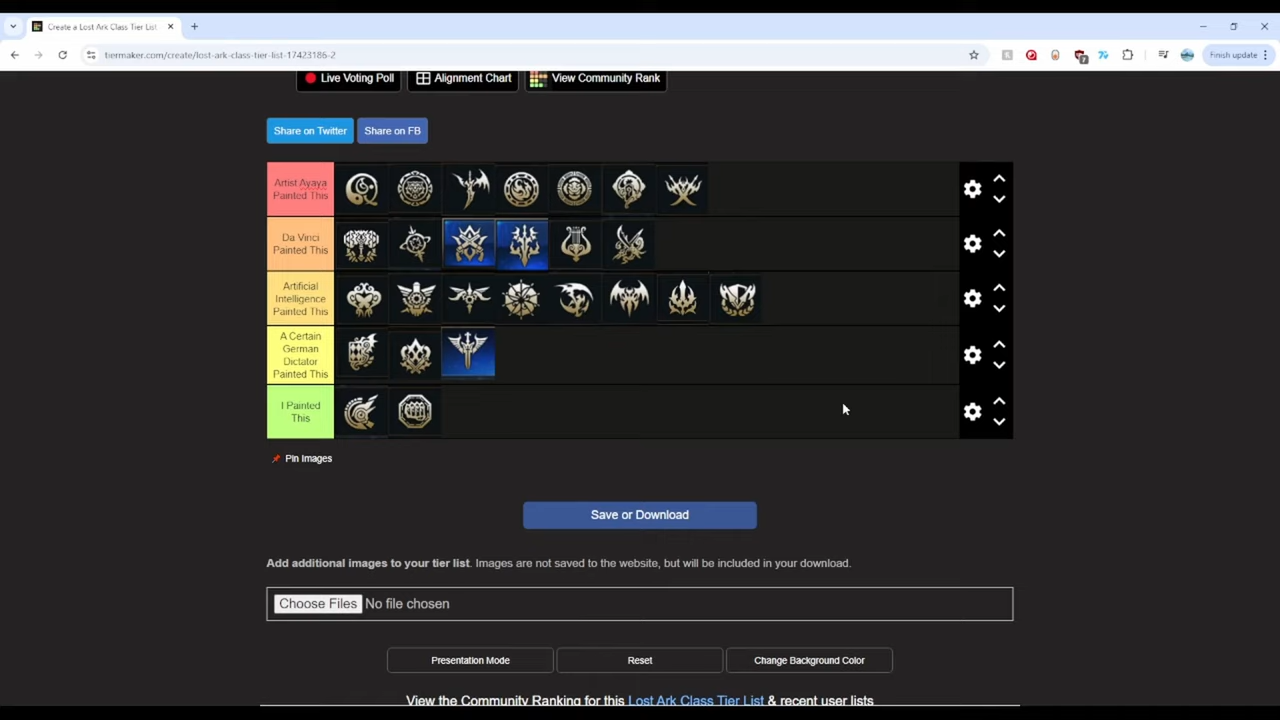 Create a Lost Ark Class Tier List
tiermaker.com/create/lost-ark-class-tier-list-17423186-2
7
Finish update
Live Voting Poll
Alignment Chart
View Community Rank
Share on Twitter
Share on FB
Artist Ayaya
Painted This
Da Vinci
Painted This
Artificial
Intelligence
Painted This
A Certain
German
Dictator
Painted This
I Painted
This
Pin Images
Save or Download
Add additional images to your tier list. Images are not saved to the website, but will be included in your download.
Choose Files No file chosen
Presentation Mode
Reset
Change Background Color
View the Community Ranking for this Lost Ark Class Tier List & recent user lists